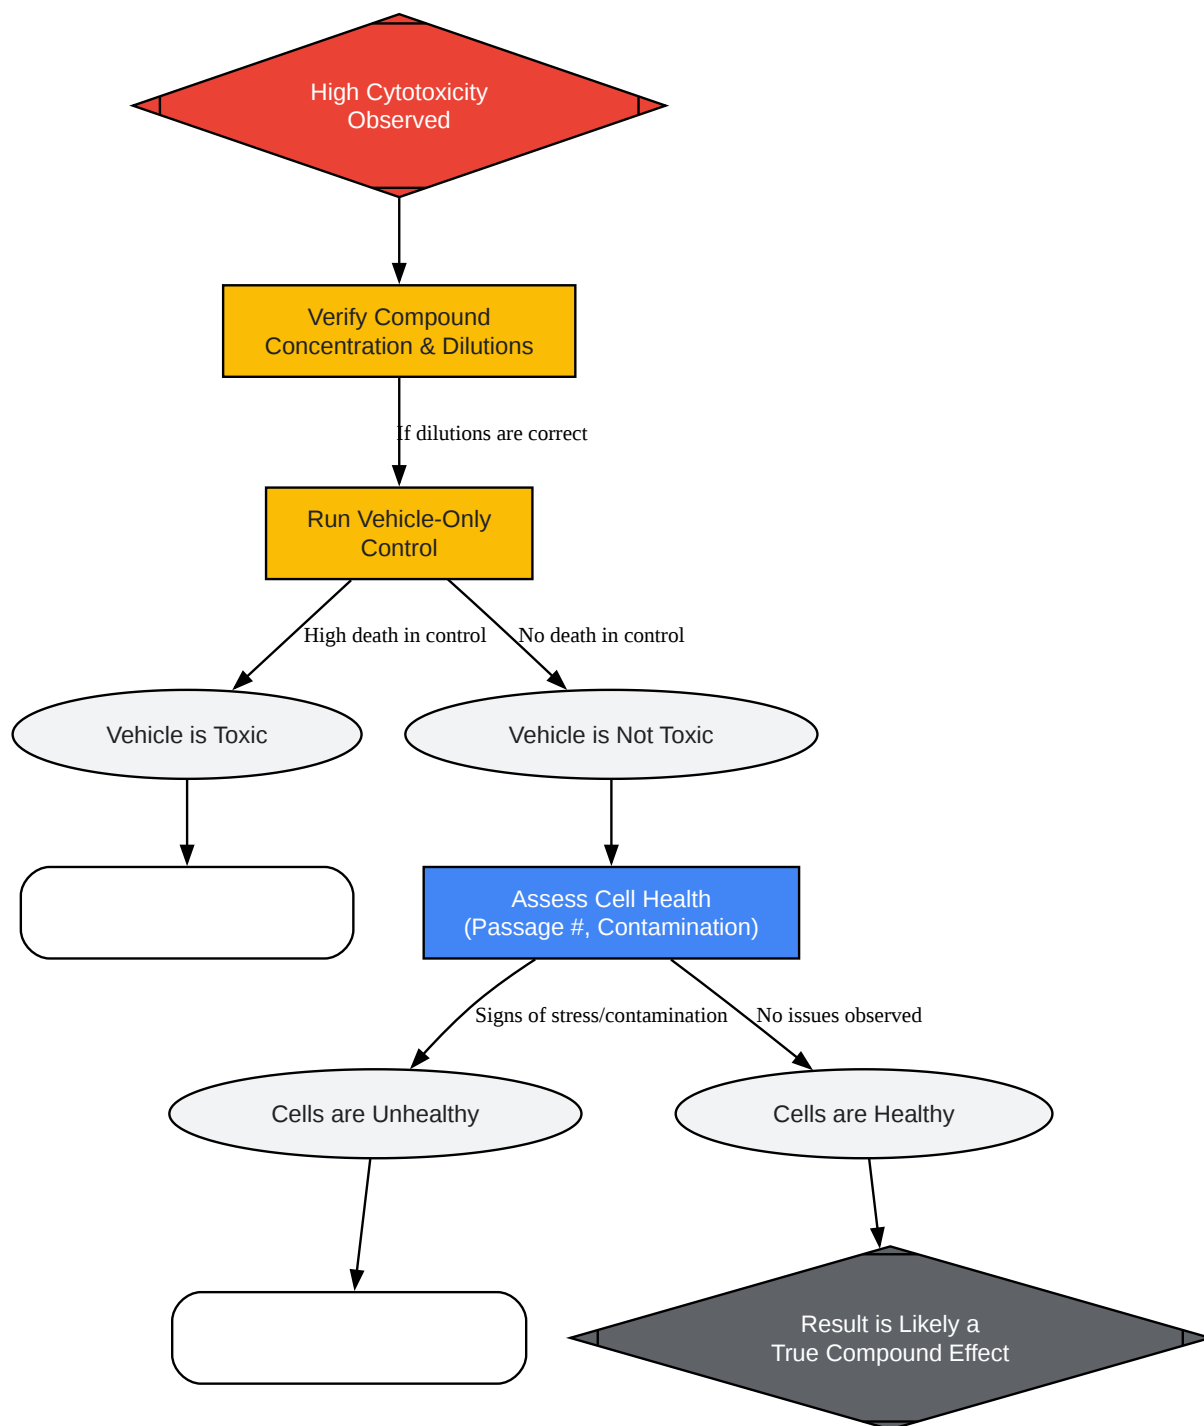 High Cytotoxicity
Observed
Verify Compound
Concentration & Dilutions
If dilutions are correct
Run Vehicle-Only
Control
High death in control
No death in control
Vehicle is Toxic
Vehicle is Not Toxic
Assess Cell Health
(Passage #, Contamination)
Signs of stress/contamination
No issues observed
Cells are Unhealthy
Cells are Healthy
Result is Likely a
True Compound Effect